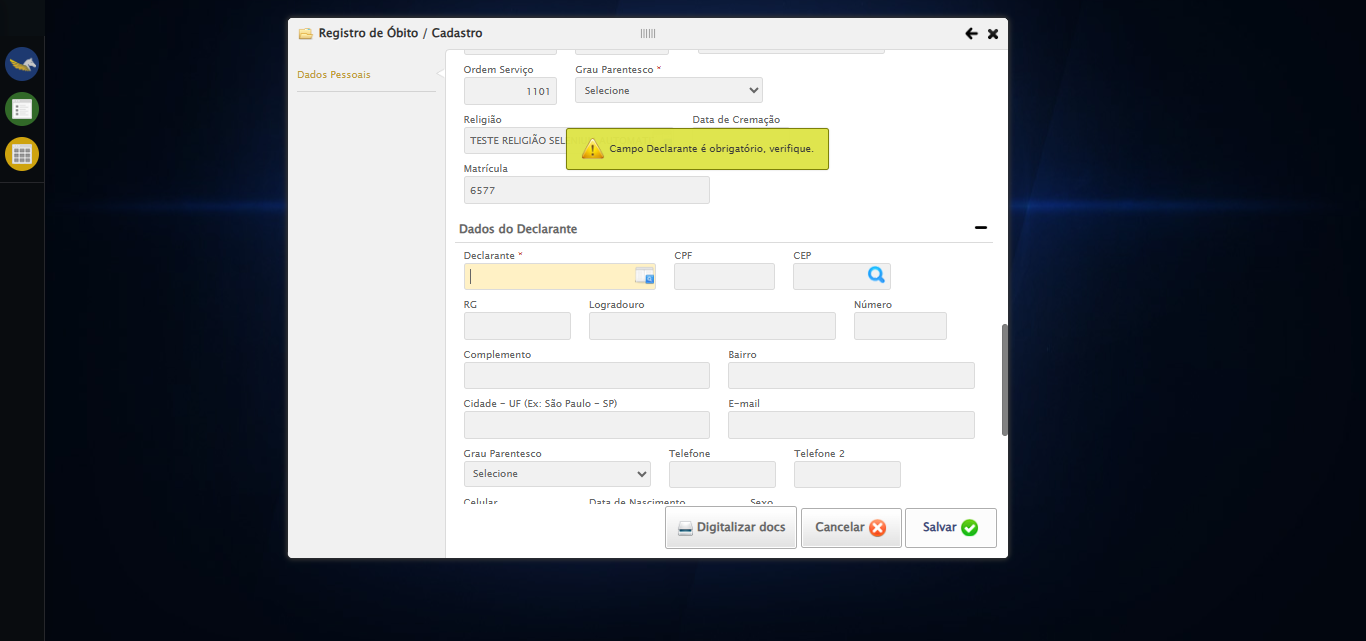 Registro de Óbito / Cadastro
Dados Pessoais
Ordem Serviço
Grau Parentesco *
1101
Selecione
Religião
Data de Cremação
TESTE RELIGIÃO SEL
Campo Declarante é obrigatório, verifique.
Matrícula
6577
Dados do Declarante
Declarante *
CPF
CEP
RG
Logradouro
Número
Complemento
Bairro
Cidade - UF (Ex: São Paulo - SP)
E-mail
Grau Parentesco
Telefone
Telefone 2
Selecione
Celular
Data de Nascimento
Sexo
Digitalizar docs
Cancelar
Salvar